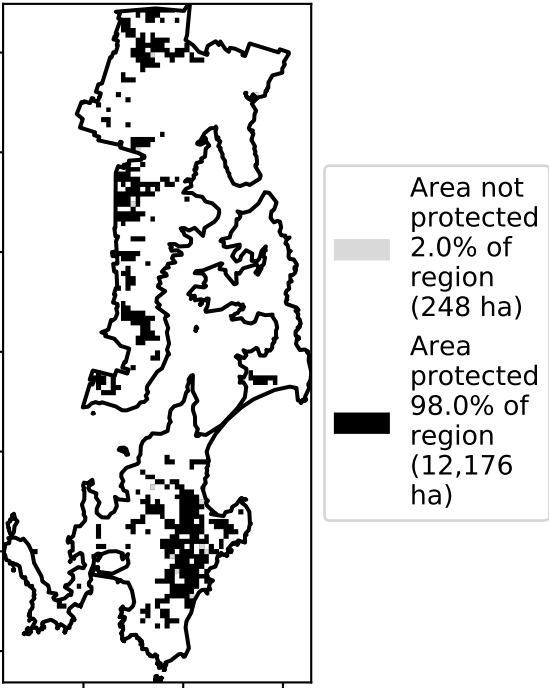 Area not
protected
2.0% of
region
(248 ha)
Area
protected
98.0% of
region
(12,176
ha)